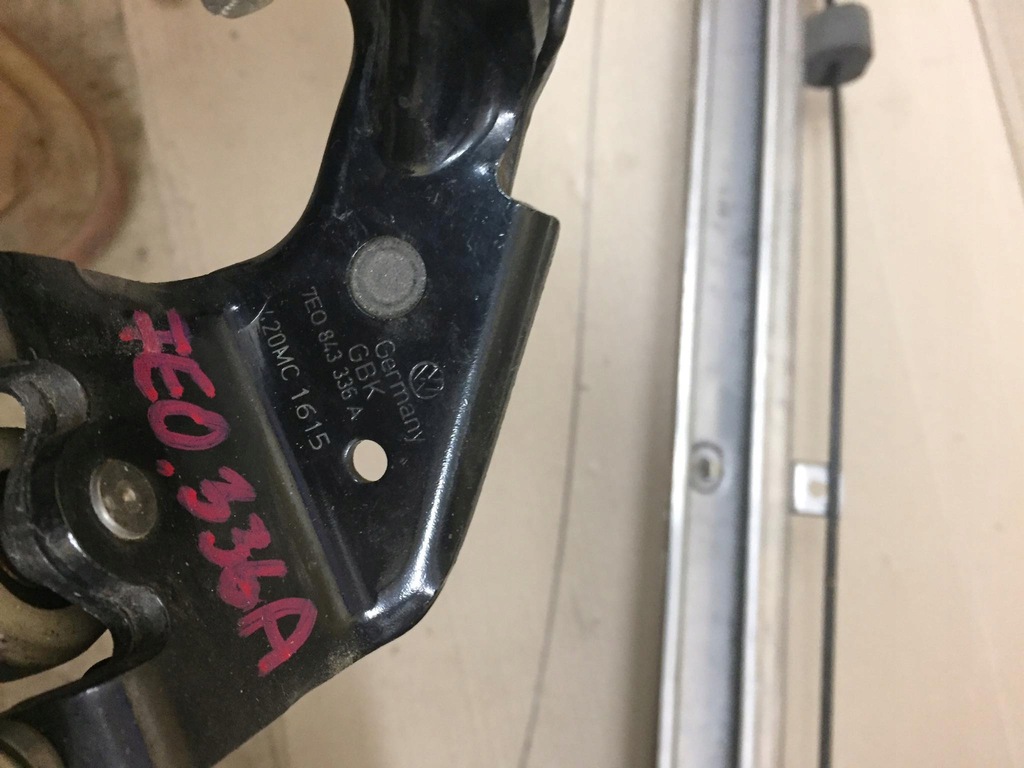 Germany
GBK
7E0 843 336 A
Y.20MC 1615
7E0.336A